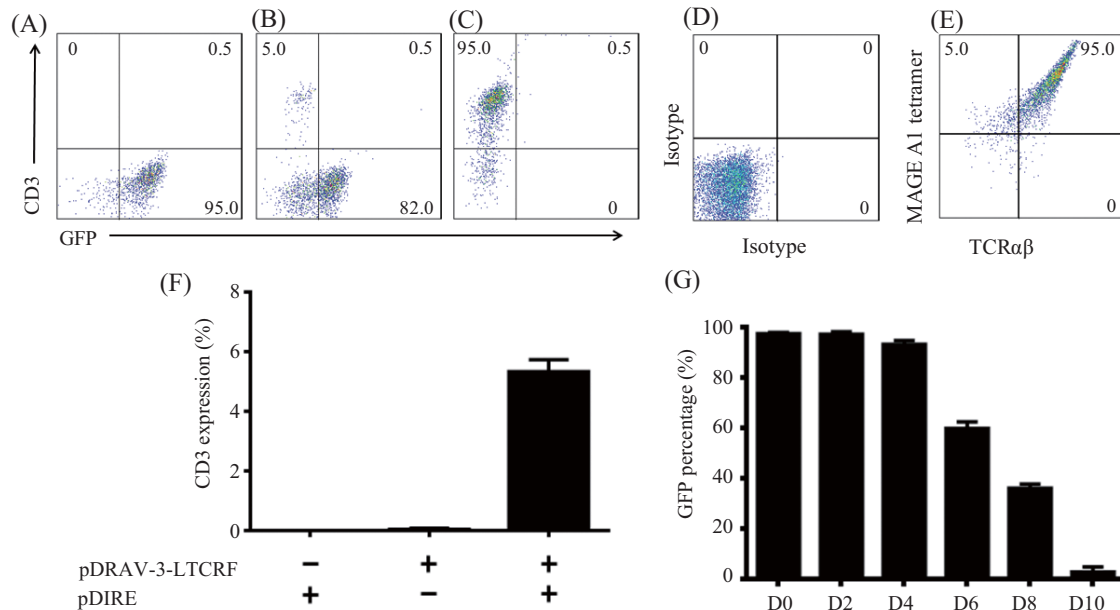 (A)
(B)
(C)
(D)
(E)
0
0.5
95.0
5.0
0.5
82.0
95.0
0.5
0
0
0
0
5.0
95.0
0
CD3
GFP
Isotype
Isotype
MAGE A1 tetramer
TCRαβ
(F)
8
6
4
2
0
CD3 expression (%)
pDRAV-3-LTCRF
– + +
pDIRE
+ – +
(G)
100
80
60
40
20
0
GFP percentage (%)
D0 D2 D4 D6 D8 D10